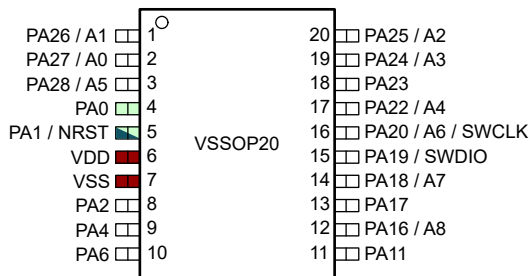 PA26 / A1 1 20 PA25 / A2
PA27 / A0 2 19 PA24 / A3
PA28 / A5 3 18 PA23
PA0 4 17 PA22 / A4
PA1 / NRST 5 VSSOP20 16 PA20 / A6 / SWCLK
VDD 6 15 PA19 / SWDIO
VSS 7 14 PA18 / A7
PA2 8 13 PA17
PA4 9 12 PA16 / A8
PA6 10 11 PA11